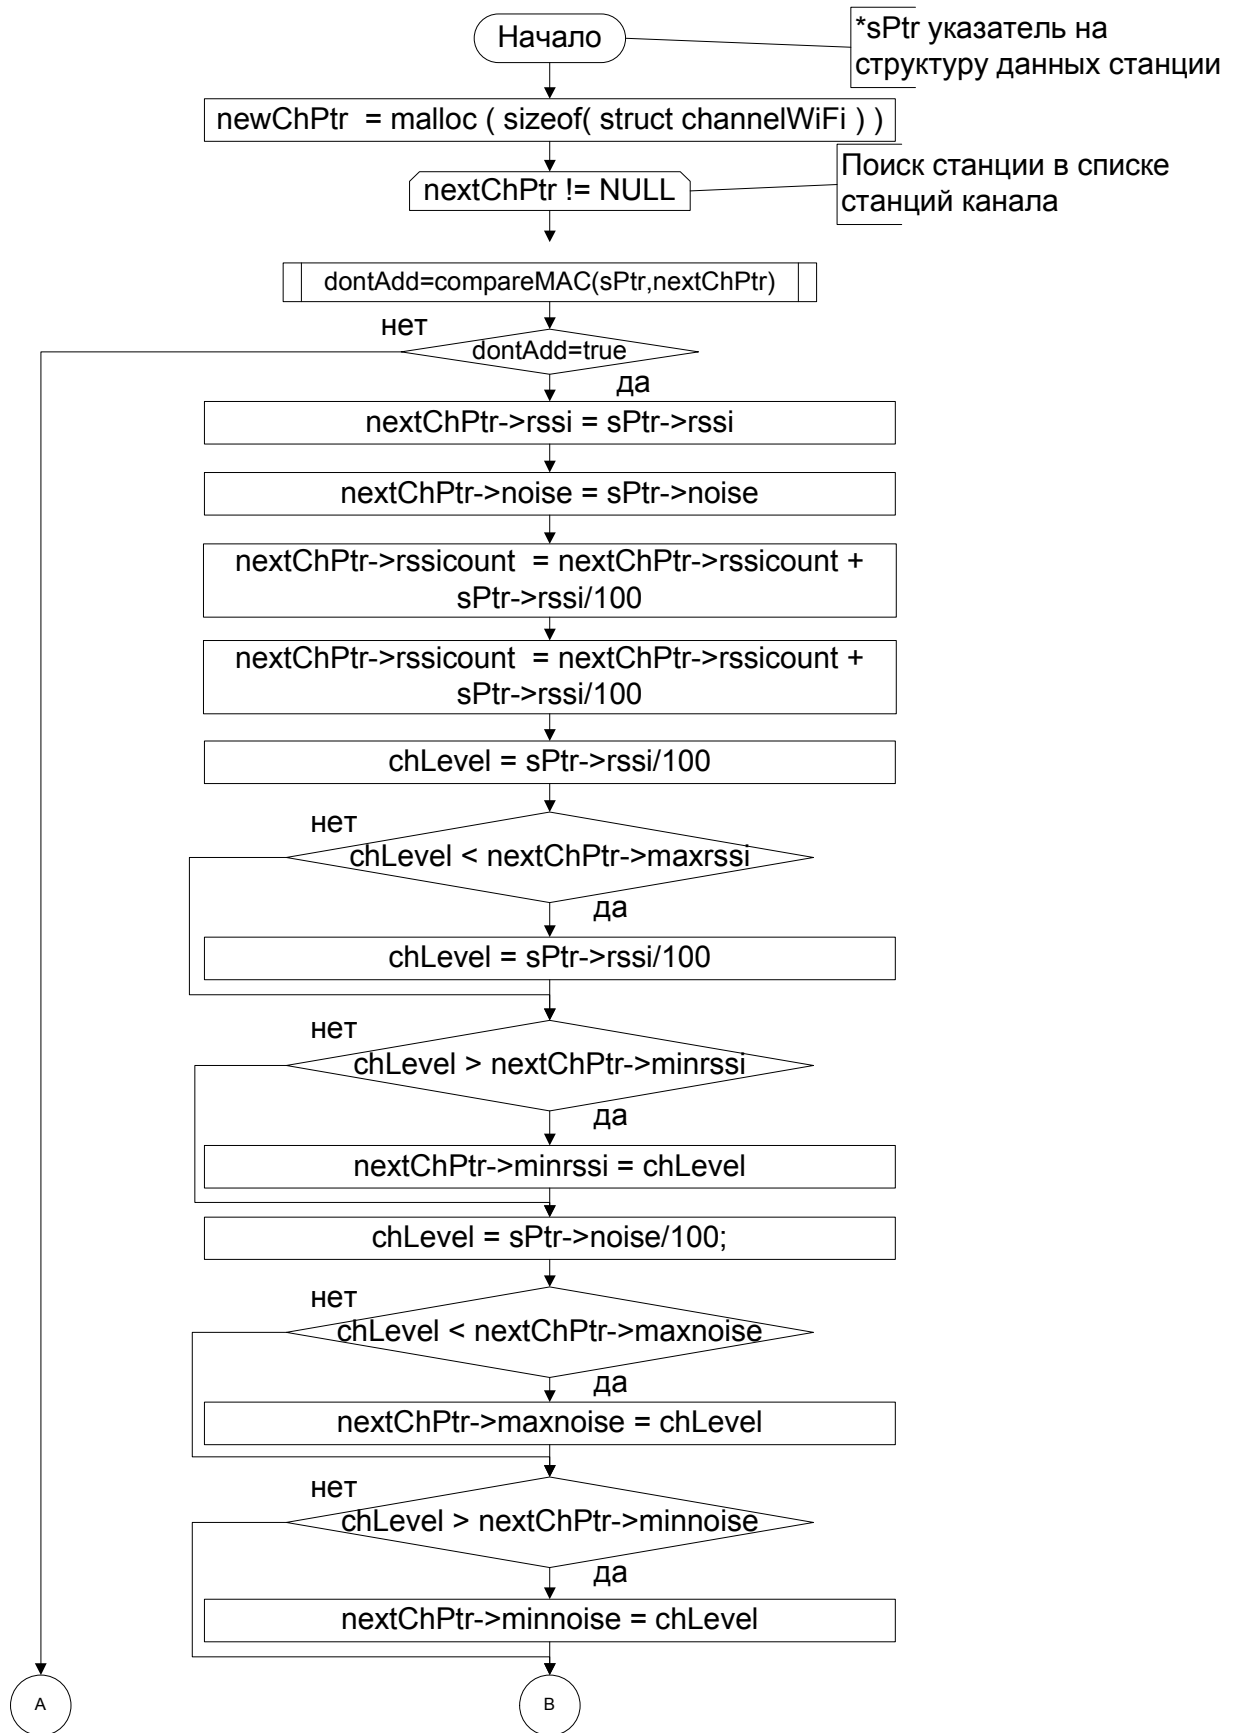 Начало
*sPtr указатель на
структуру данных станции
newChPtr = malloc ( sizeof( struct channelWiFi ) )
nextChPtr != NULL
Поиск станции в списке
станций канала
dontAdd=compareMAC(sPtr,nextChPtr)
нет
dontAdd=true
да
nextChPtr->rssi = sPtr->rssi
nextChPtr->noise = sPtr->noise
nextChPtr->rssicount = nextChPtr->rssicount +
sPtr->rssi/100
nextChPtr->rssicount = nextChPtr->rssicount +
sPtr->rssi/100
chLevel = sPtr->rssi/100
нет
chLevel < nextChPtr->maxrssi
да
chLevel = sPtr->rssi/100
нет
chLevel > nextChPtr->minrssi
да
nextChPtr->minrssi = chLevel
chLevel = sPtr->noise/100;
нет
chLevel < nextChPtr->maxnoise
да
nextChPtr->maxnoise = chLevel
нет
chLevel > nextChPtr->minnoise
да
nextChPtr->minnoise = chLevel
A
B